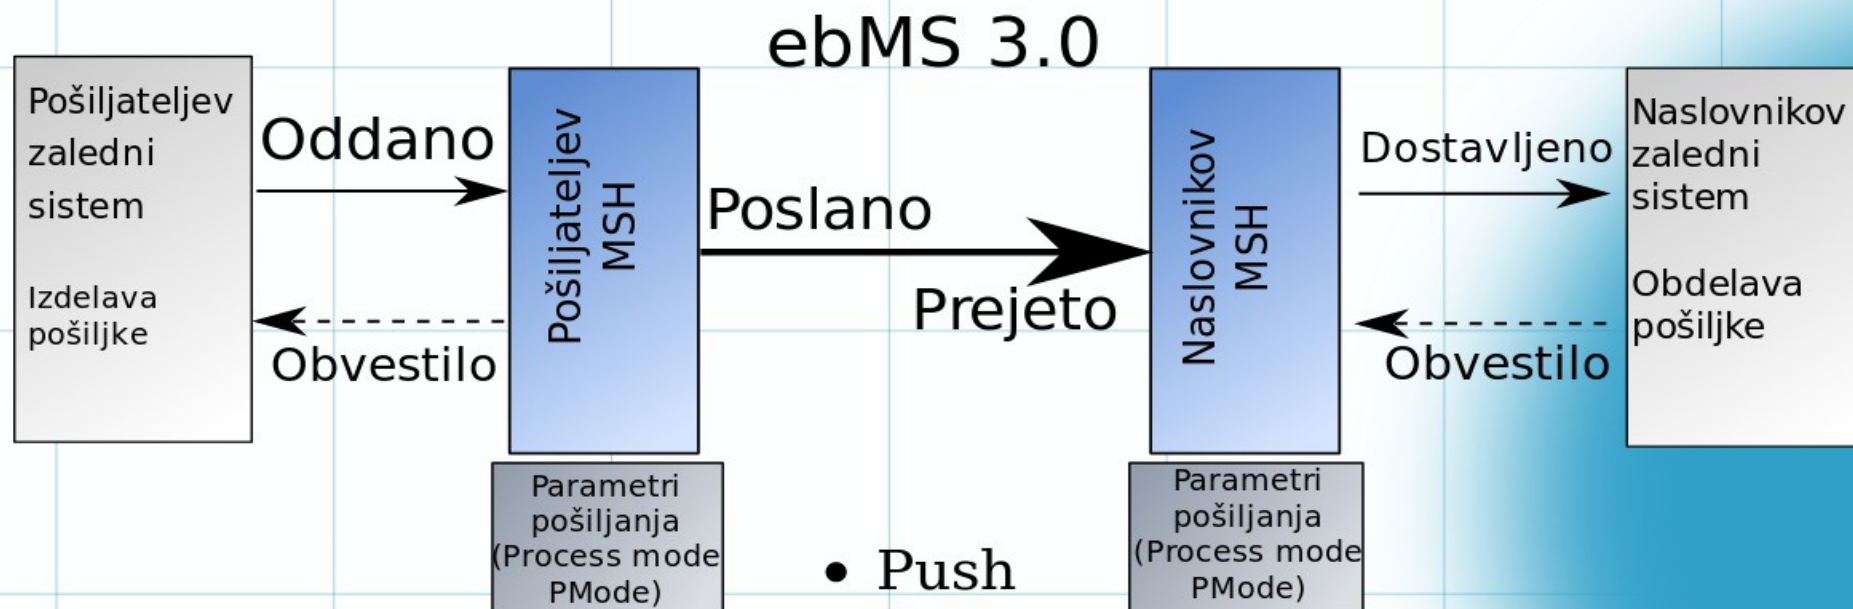 ebMS 3.0
Pošiljateljev
zaledni
sistem
Izdelava
pošiljke
Oddano
Obvestilo
Pošiljateljev
MSH
Poslano
Prejeto
Naslovnikov
MSH
Dostavljeno
Obvestilo
Naslovnikov
zaledni
sistem
Obdelava
pošiljke
Parametri
pošiljanja
(Process mode
PMode)
• Push
Parametri
pošiljanja
(Process mode
PMode)